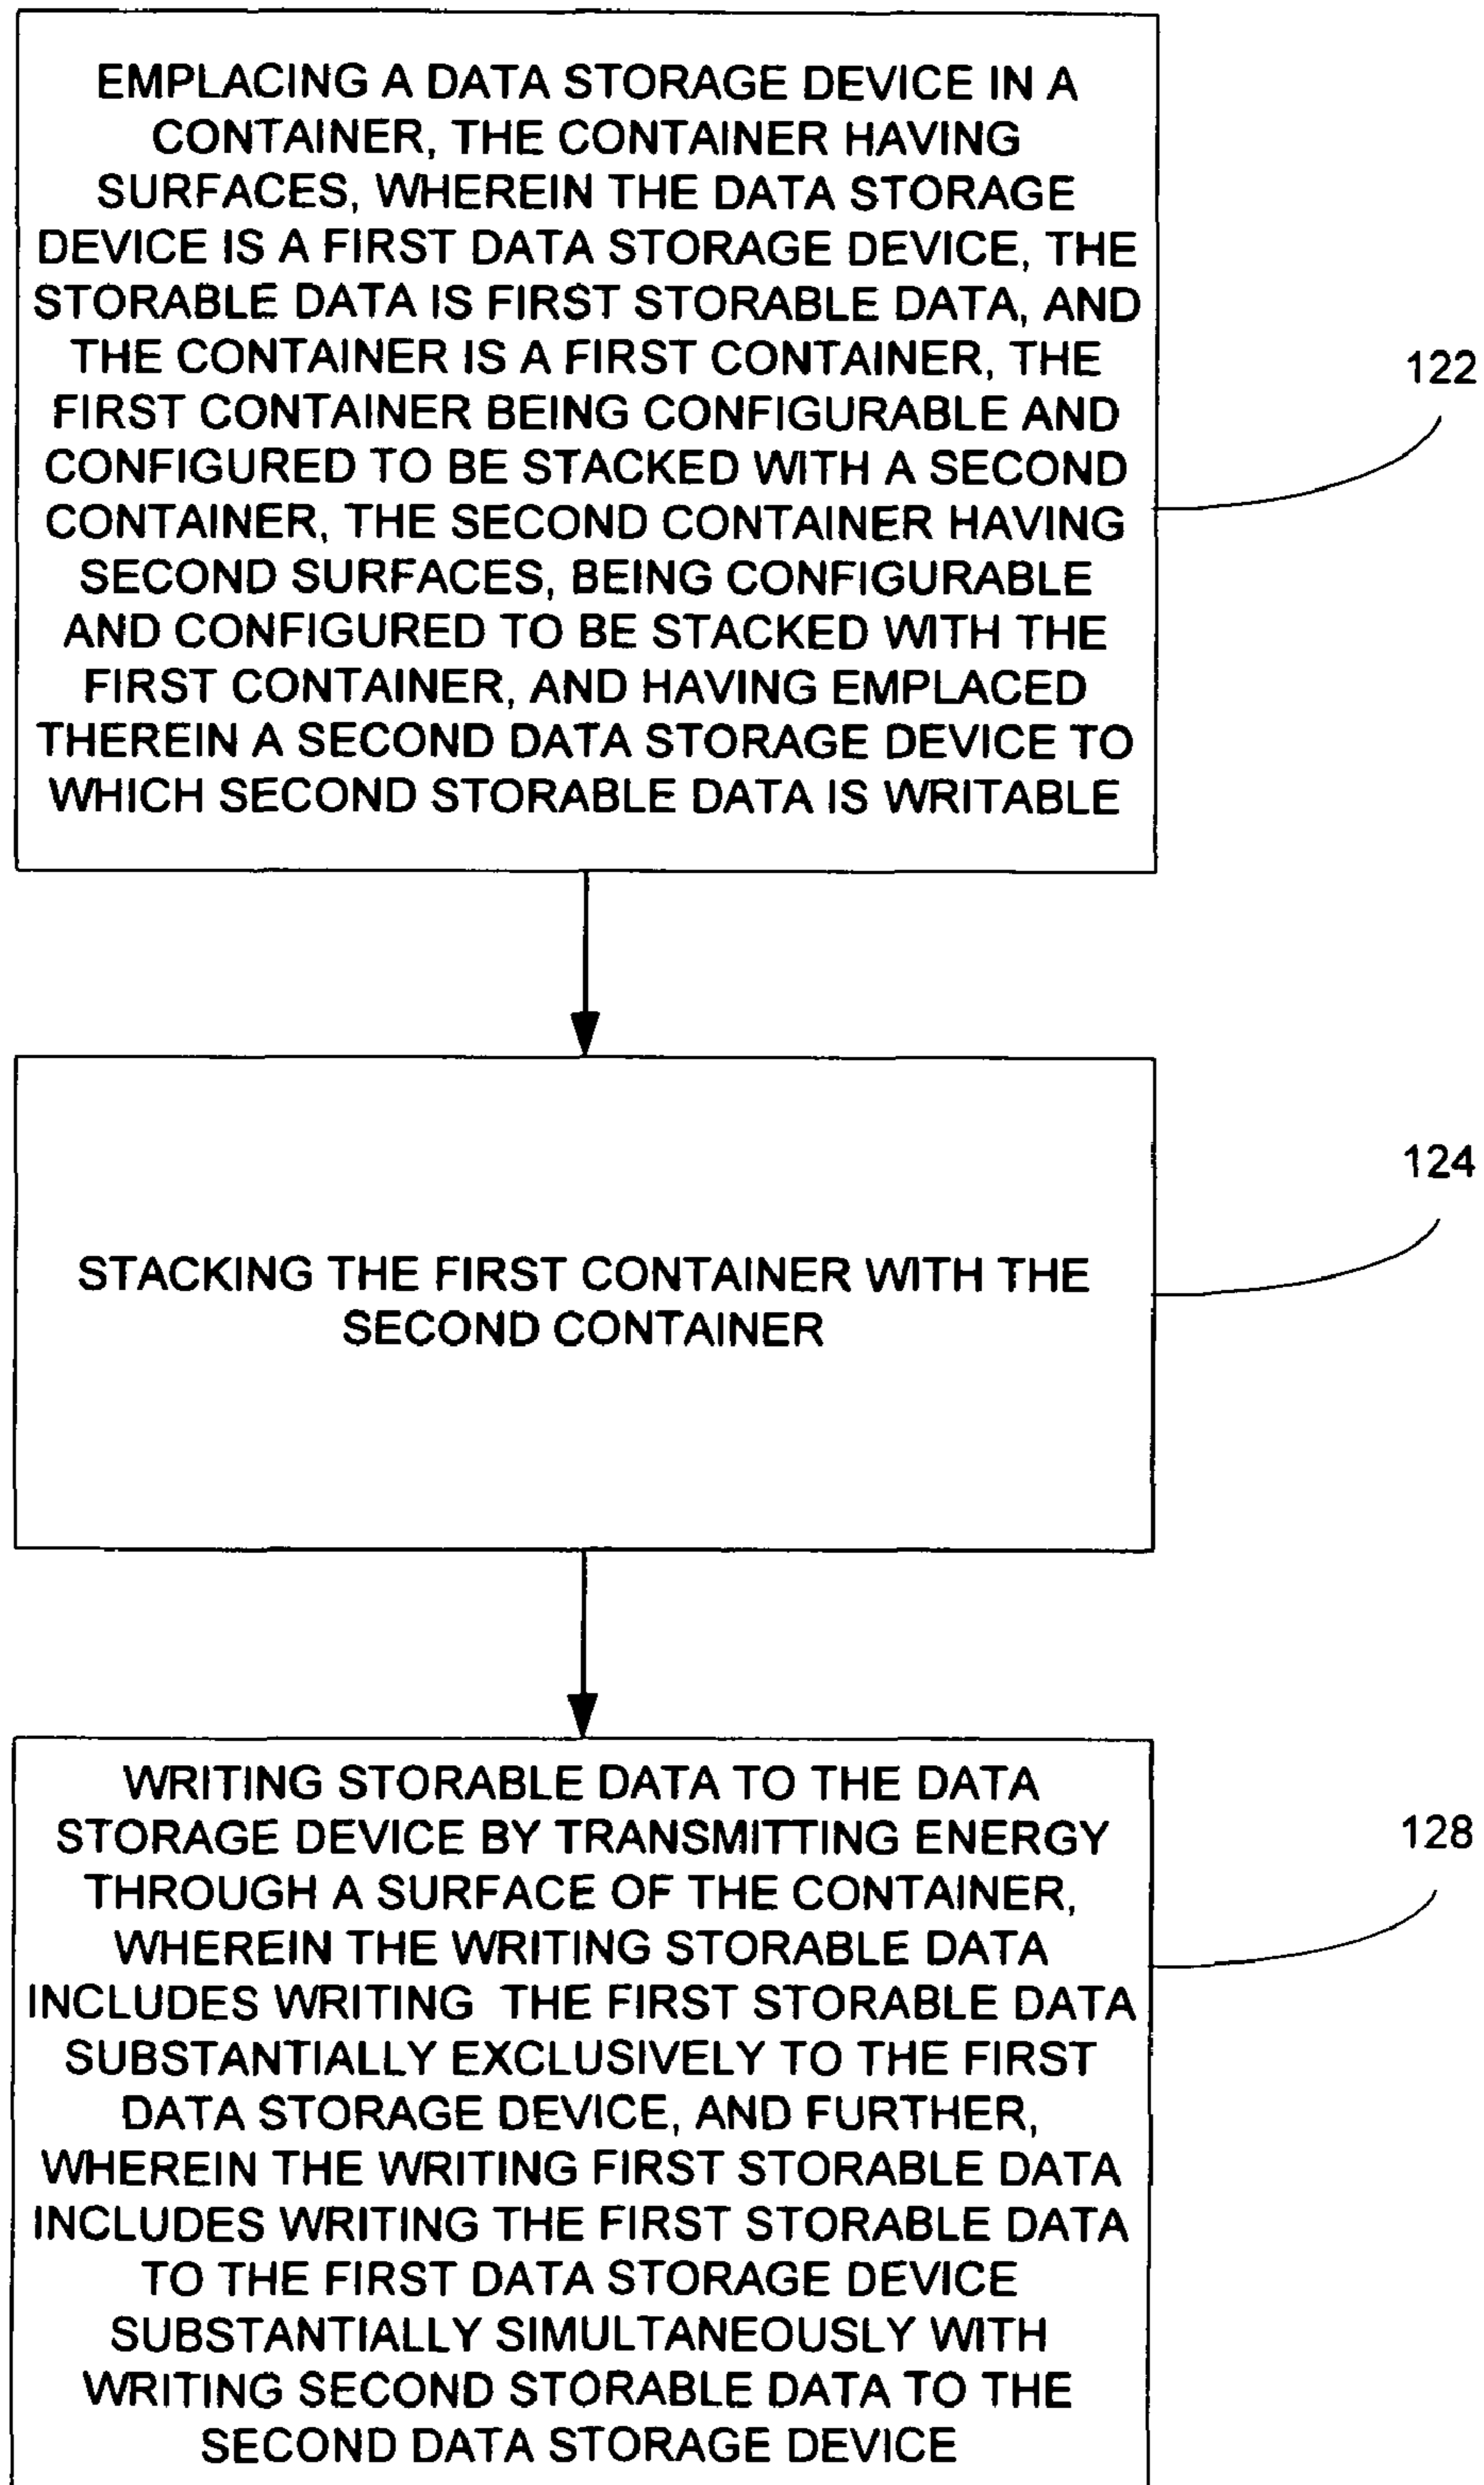 EMPLACING A DATA STORAGE DEVICE IN A
CONTAINER, THE CONTAINER HAVING
SURFACES, WHEREIN THE DATA STORAGE
DEVICE IS A FIRST DATA STORAGE DEVICE, THE
STORABLE DATA IS FIRST STORABLE DATA, AND
THE CONTAINER IS A FIRST CONTAINER, THE
FIRST CONTAINER BEING CONFIGURABLE AND
CONFIGURED TO BE STACKED WITH A SECOND
CONTAINER, THE SECOND CONTAINER HAVING
SECOND SURFACES, BEING CONFIGURABLE
AND CONFIGURED TO BE STACKED WITH THE
FIRST CONTAINER, AND HAVING EMPLACED
THEREIN A SECOND DATA STORAGE DEVICE TO
WHICH SECOND STORABLE DATA IS WRITABLE
122
STACKING THE FIRST CONTAINER WITH THE
SECOND CONTAINER
124
WRITING STORABLE DATA TO THE DATA
STORAGE DEVICE BY TRANSMITTING ENERGY
THROUGH A SURFACE OF THE CONTAINER,
WHEREIN THE WRITING STORABLE DATA
INCLUDES WRITING THE FIRST STORABLE DATA
SUBSTANTIALLY EXCLUSIVELY TO THE FIRST
DATA STORAGE DEVICE, AND FURTHER,
WHEREIN THE WRITING FIRST STORABLE DATA
INCLUDES WRITING THE FIRST STORABLE DATA
TO THE FIRST DATA STORAGE DEVICE
SUBSTANTIALLY SIMULTANEOUSLY WITH
WRITING SECOND STORABLE DATA TO THE
SECOND DATA STORAGE DEVICE
128